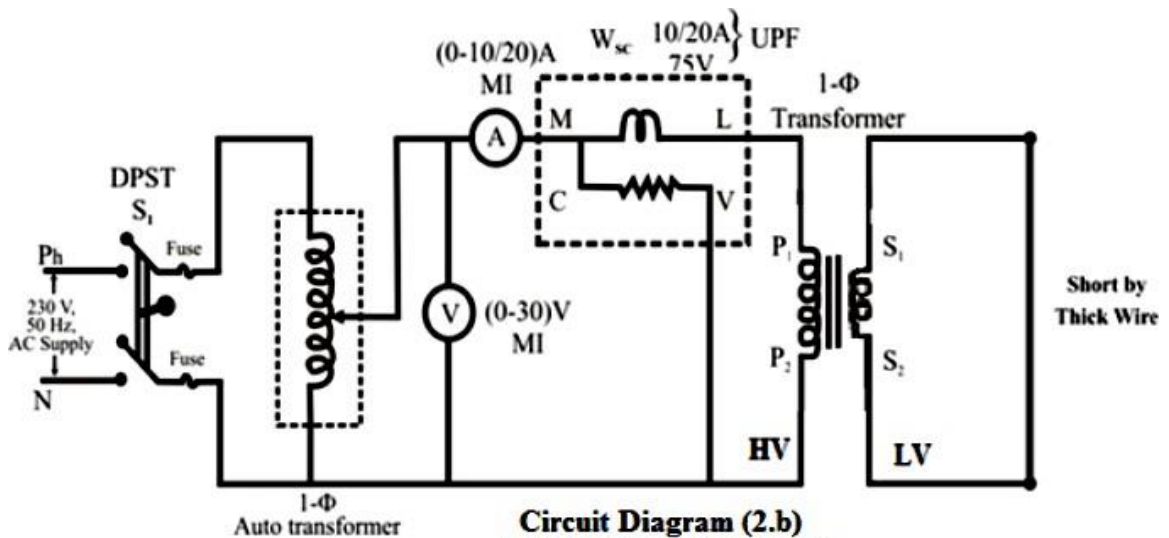 (0-10/20)A
MI
W_sc 10/20A } UPF
75V
1-Φ
Transformer
DPST
S₁
Fuse
Ph
230 V,
50 Hz,
AC Supply
N
Fuse
A
M
L
C
V
V
(0-30)V
MI
P₁
P₂
S₁
S₂
HV
LV
Short by
Thick Wire
1-Φ
Auto transformer
Circuit Diagram (2.b)